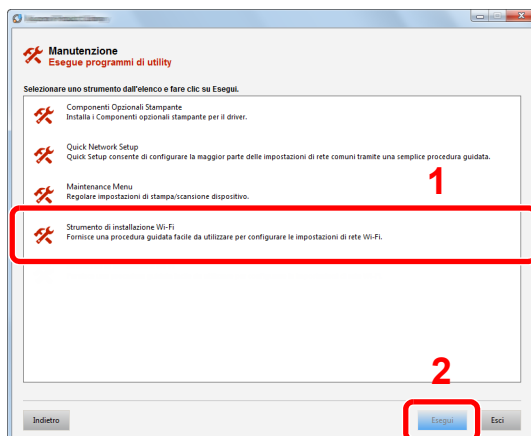 Manutenzione
Esegue programmi di utility
Selezionare uno strumento dall'elenco e fare clic su Esegui.
Componenti Opzionali Stampante
Installa i Componenti opzionali stampante per il driver.
Quick Network Setup
Quick Setup consente di configurare la maggior parte delle impostazioni di rete comuni tramite una semplice procedura guidata.
1
Maintenance Menu
Regolare impostazioni di stampa/scansione dispositivo.
Strumento di installazione Wi-Fi
Fornisce una procedura guidata facile da utilizzare per configurare le impostazioni di rete Wi-Fi.
2
Indietro
Esegui
Esci